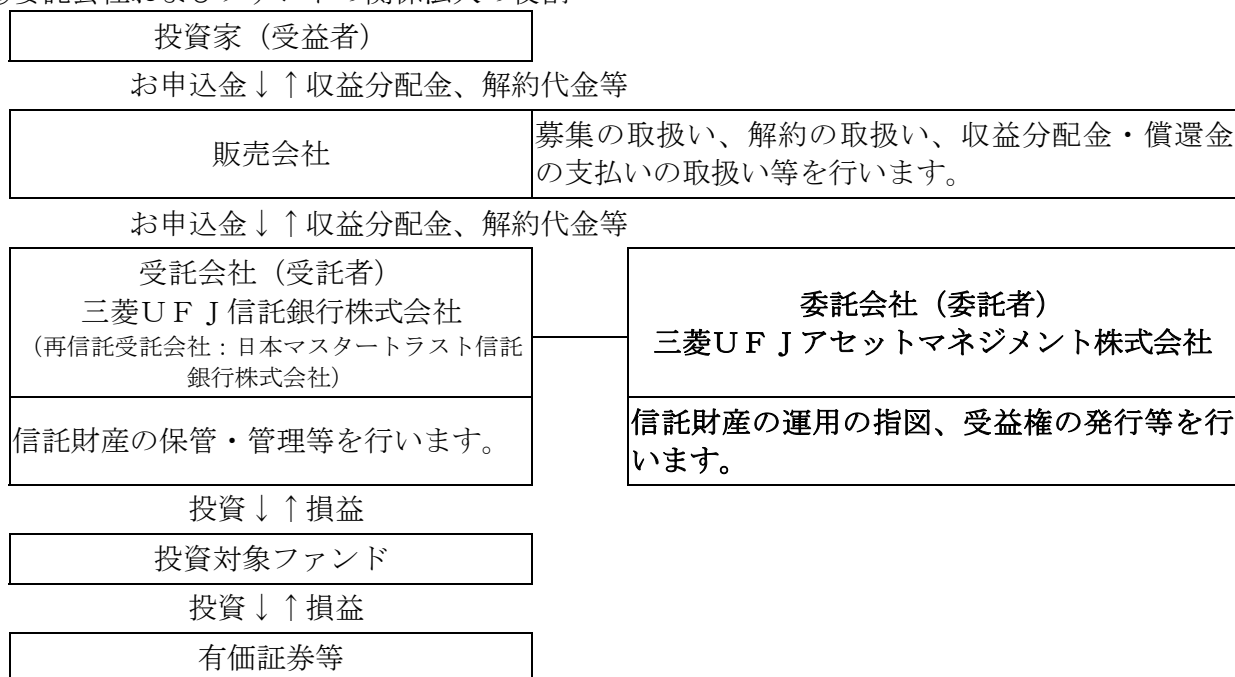 投資家（受益者）
お申込金↓↑収益分配金、解約代金等
販売会社
募集の取扱い、解約の取扱い、収益分配金・償還金
の支払いの取扱い等を行います。
お申込金↓↑収益分配金、解約代金等
受託会社（受託者）
三菱ＵＦＪ信託銀行株式会社
（再信託受託会社：日本マスタートラスト信託
銀行株式会社）
委託会社（委託者）
三菱ＵＦＪアセットマネジメント株式会社
信託財産の保管・管理等を行います。
信託財産の運用の指図、受益権の発行等を行
います。
投資↓↑損益
投資対象ファンド
投資↓↑損益
有価証券等